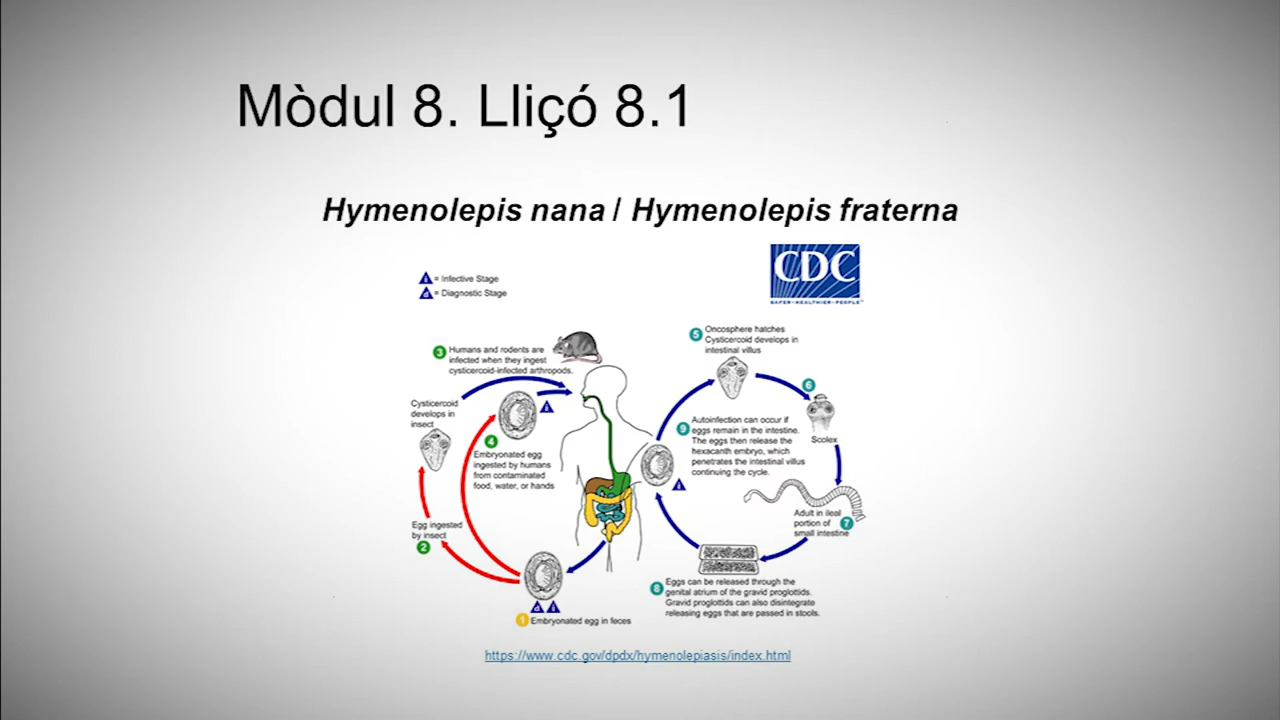 Mòdul 8. Lliçó 8.1
Hymenolepis nana / Hymenolepis fraterna
CDC
SAFER•HEALTHIER•PEOPLE™
i = Infective Stage
d = Diagnostic Stage
3 Humans and rodents are
infected when they ingest
cysticercoid-infected arthropods.
Cysticercoid
develops in
insect
i
4
Embryonated egg
ingested by humans
from contaminated
food, water, or hands
Egg ingested
by insect
2
d i
1 Embryonated egg in feces
5 Oncosphere hatches
Cysticercoid develops in
intestinal villus
6
Scolex
9 Autoinfection can occur if
eggs remain in the intestine.
The eggs then release the
hexacanth embryo, which
penetrates the intestinal villus
continuing the cycle.
i
Adult in ileal
portion of 7
small intestine
8 Eggs can be released through the
genital atrium of the gravid proglottids.
Gravid proglottids can also disintegrate
releasing eggs that are passed in stools.
https://www.cdc.gov/dpdx/hymenolepiasis/index.html